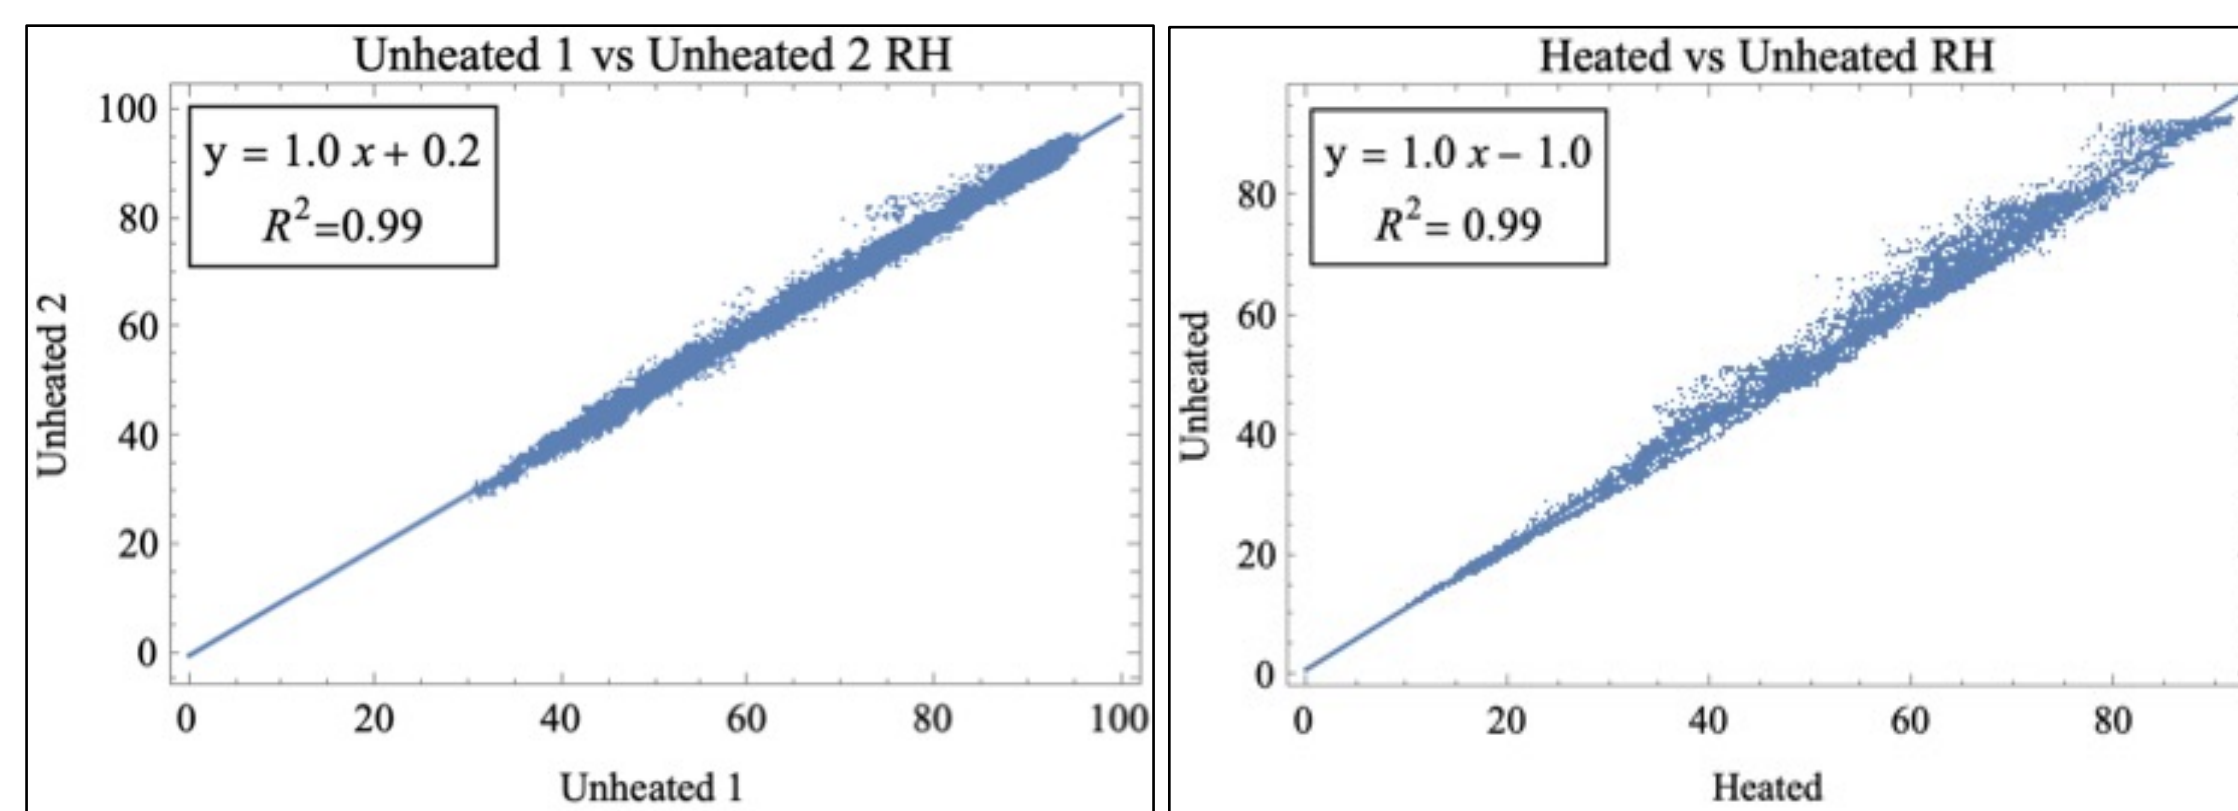 Unheated 1 vs Unheated 2 RH
y = 1.0 x + 0.2
R²=0.99
100
80
60
40
20
0
Unheated 2
0 20 40 60 80 100
Unheated 1
Heated vs Unheated RH
y = 1.0 x – 1.0
R²= 0.99
80
60
40
20
0
Unheated
0 20 40 60 80
Heated